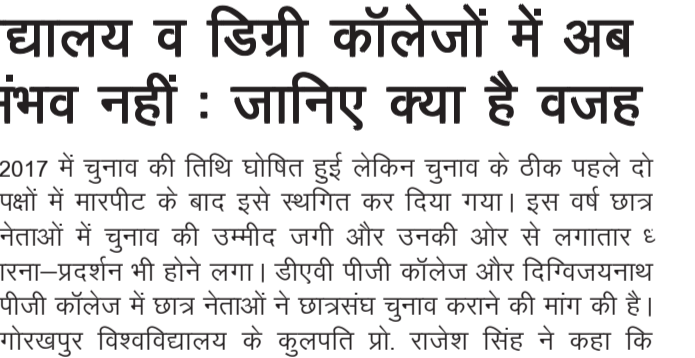 द्यालय व डिग्री कॉलेजों में अब
संभव नहीं : जानिए क्या है वजह
2017 में चुनाव की तिथि घोषित हुई लेकिन चुनाव के ठीक पहले दो
पक्षों में मारपीट के बाद इसे स्थगित कर दिया गया। इस वर्ष छात्र
नेताओं में चुनाव की उम्मीद जगी और उनकी ओर से लगातार ध
रना–प्रदर्शन भी होने लगा। डीएवी पीजी कॉलेज और दिग्विजयनाथ
पीजी कॉलेज में छात्र नेताओं ने छात्रसंघ चुनाव कराने की मांग की है।
गोरखपुर विश्वविद्यालय के कुलपति प्रो. राजेश सिंह ने कहा कि